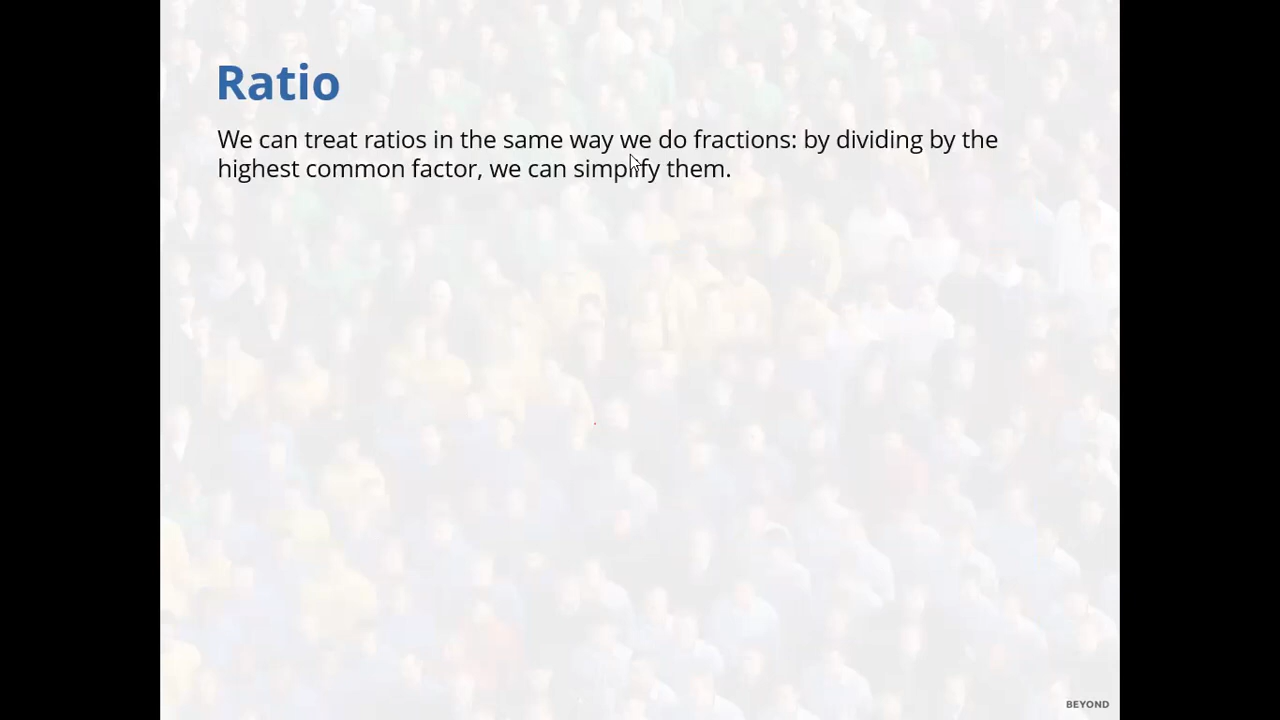 Ratio
We can treat ratios in the same way we do fractions: by dividing by the
highest common factor, we can simplify them.
BEYOND